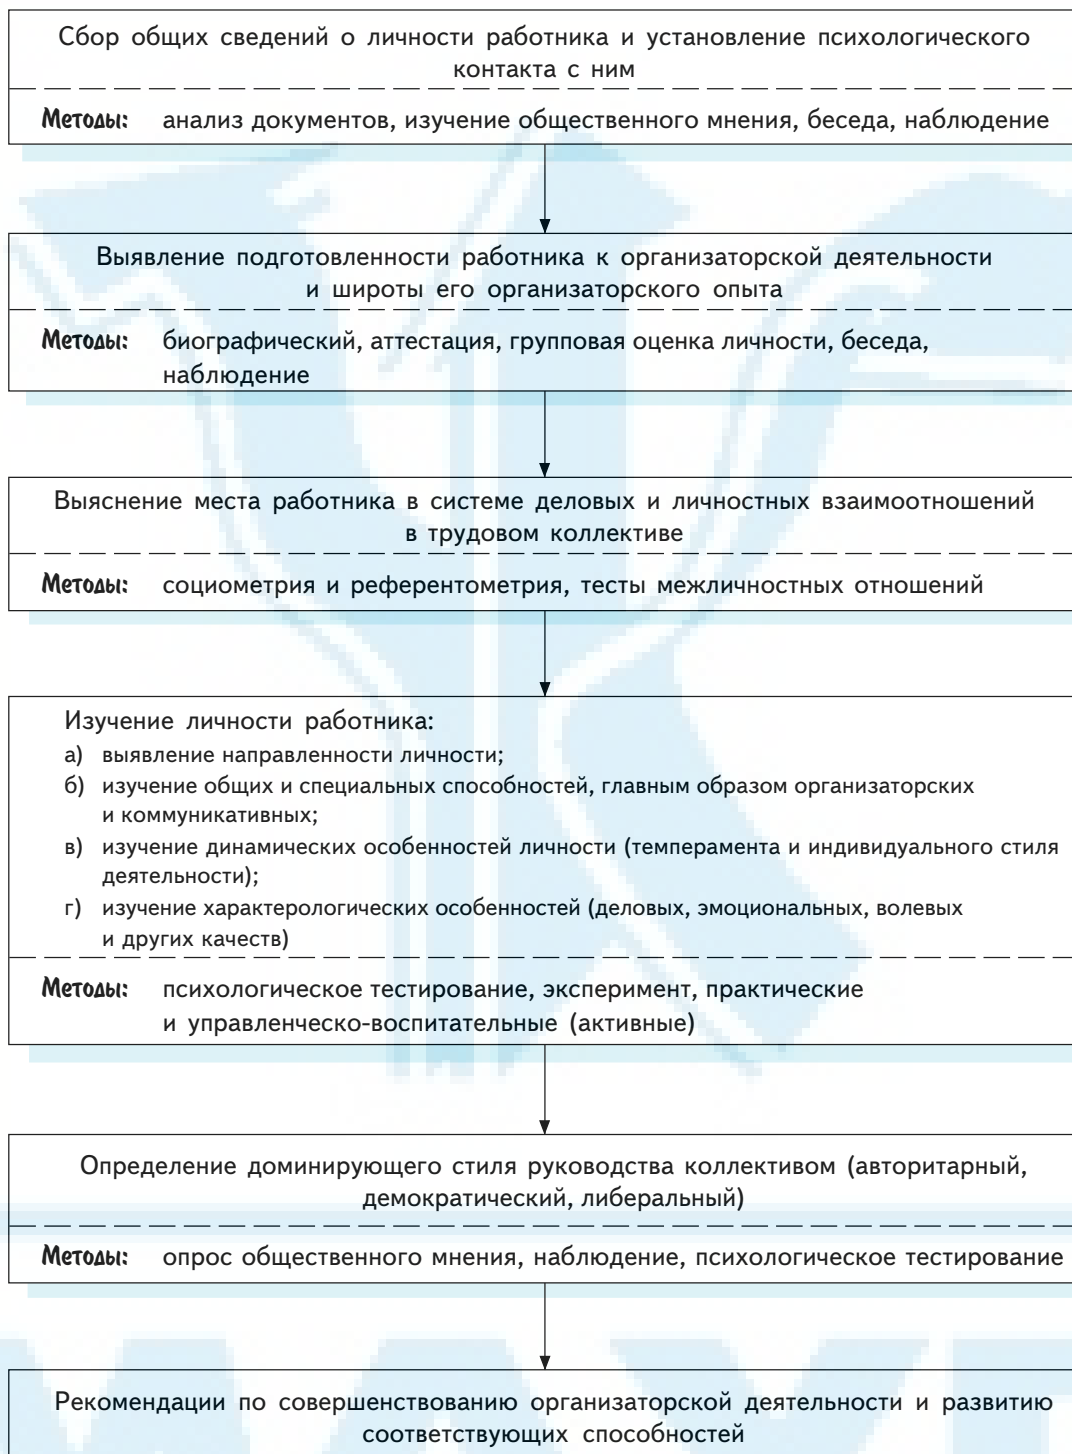 Сбор общих сведений о личности работника и установление психологического
контакта с ним
Методы: анализ документов, изучение общественного мнения, беседа, наблюдение
Выявление подготовленности работника к организаторской деятельности
и широты его организаторского опыта
Методы: биографический, аттестация, групповая оценка личности, беседа,
наблюдение
Выяснение места работника в системе деловых и личностных взаимоотношений
в трудовом коллективе
Методы: социометрия и референтометрия, тесты межличностных отношений
Изучение личности работника:
а) выявление направленности личности;
б) изучение общих и специальных способностей, главным образом организаторских
и коммуникативных;
в) изучение динамических особенностей личности (темперамента и индивидуального стиля
деятельности);
г) изучение характерологических особенностей (деловых, эмоциональных, волевых
и других качеств)
Методы: психологическое тестирование, эксперимент, практические
и управленческо-воспитательные (активные)
Определение доминирующего стиля руководства коллективом (авторитарный,
демократический, либеральный)
Методы: опрос общественного мнения, наблюдение, психологическое тестирование
Рекомендации по совершенствованию организаторской деятельности и развитию
соответствующих способностей